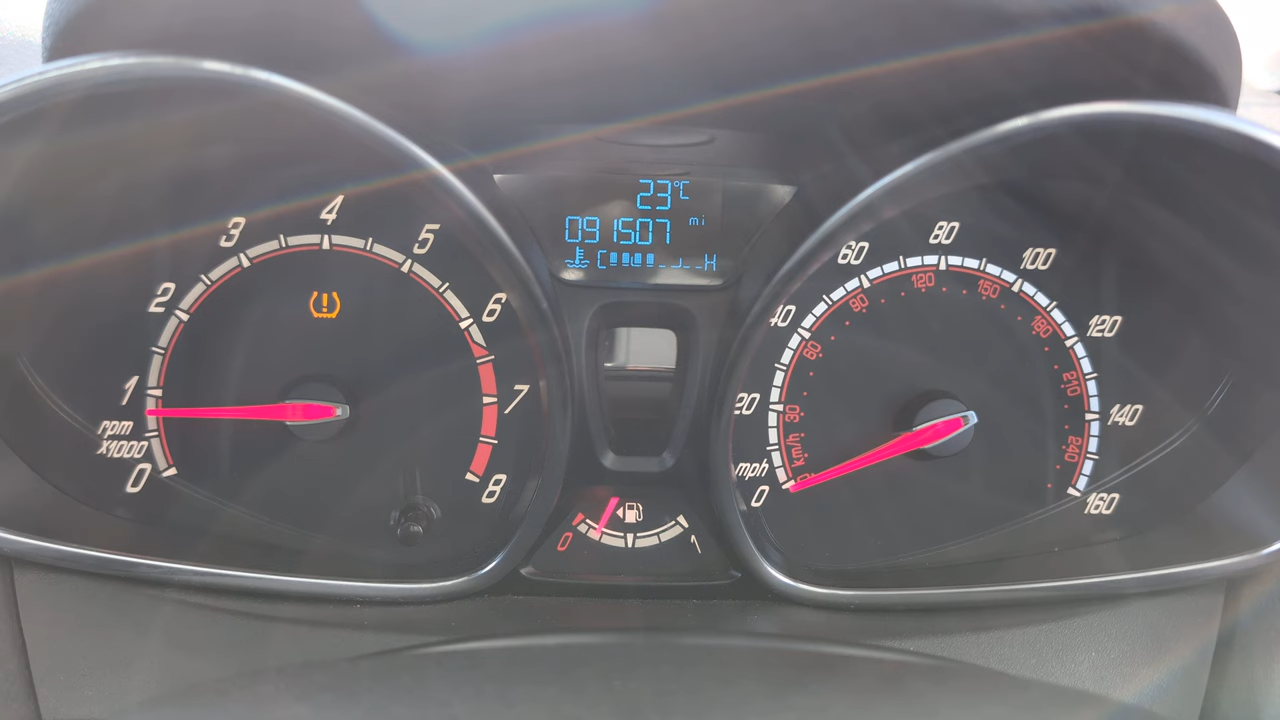 23°C
091507 mi
C H
0 1 2 3 4 5 6 7 8
rpm
x1000
0 20 40 60 80 100 120 140 160
mph
0 30 60 90 120 150 180 210 240
km/h
0 1